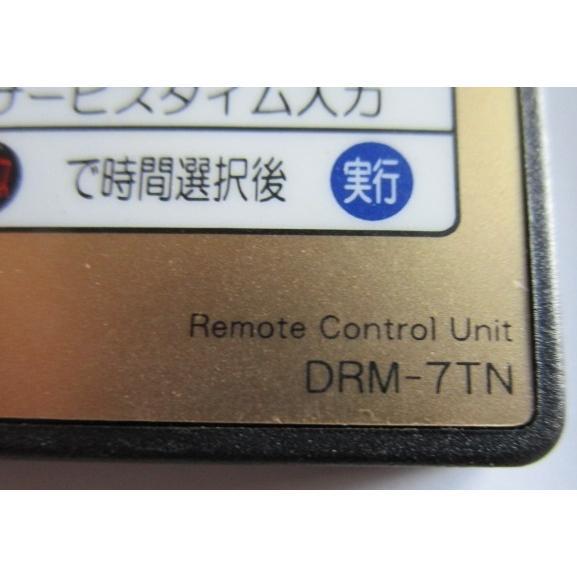 サービスタイム入力
で時間選択後 実行
Remote Control Unit
DRM-7TN